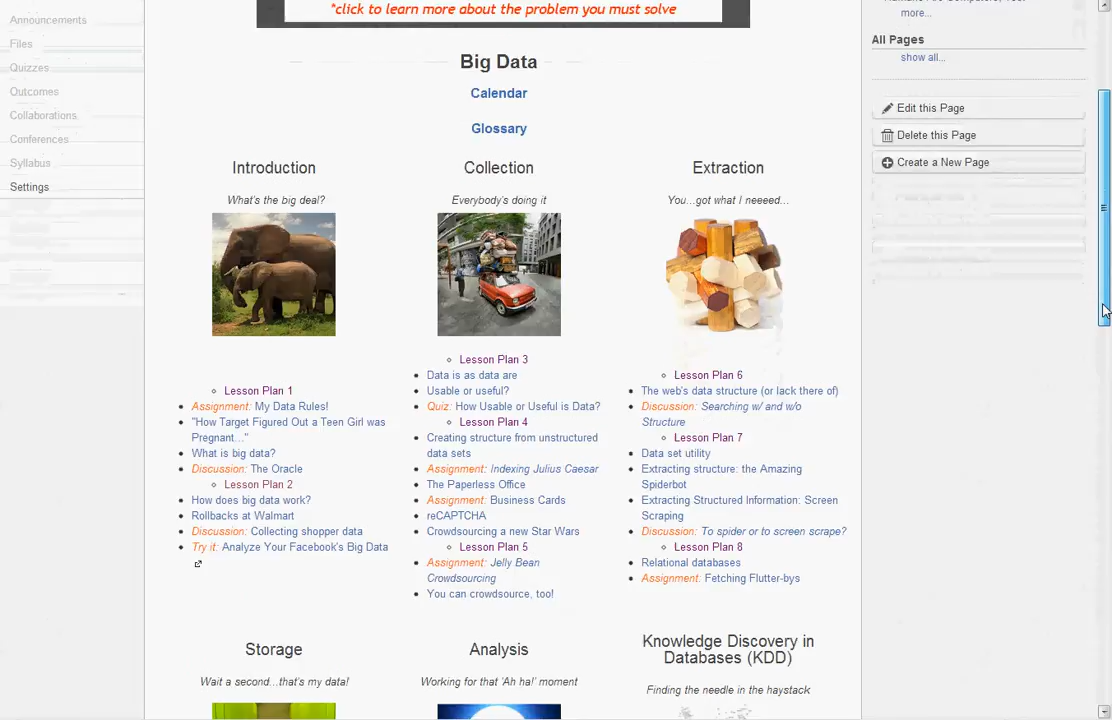 *click to learn more about the problem you must solve
Announcements
Files
Quizzes
Outcomes
Collaborations
Conferences
Syllabus
Settings
Big Data
Calendar
Glossary
Introduction
What's the big deal?
Lesson Plan 1
Assignment: My Data Rules!
"How Target Figured Out a Teen Girl was
Pregnant..."
What is big data?
Discussion: The Oracle
Lesson Plan 2
How does big data work?
Rollbacks at Walmart
Discussion: Collecting shopper data
Try it: Analyze Your Facebook's Big Data
Collection
Everybody's doing it
Lesson Plan 3
Data is as data are
Usable or useful?
Quiz: How Usable or Useful is Data?
Lesson Plan 4
Creating structure from unstructured
data sets
Assignment: Indexing Julius Caesar
The Paperless Office
Assignment: Business Cards
reCAPTCHA
Crowdsourcing a new Star Wars
Lesson Plan 5
Assignment: Jelly Bean
Crowdsourcing
You can crowdsource, too!
Extraction
You...got what I neeeed...
Lesson Plan 6
The web's data structure (or lack there of)
Discussion: Searching w/ and w/o
Structure
Lesson Plan 7
Data set utility
Extracting structure: the Amazing
Spiderbot
Extracting Structured Information: Screen
Scraping
Discussion: To spider or to screen scrape?
Lesson Plan 8
Relational databases
Assignment: Fetching Flutter-bys
Storage
Wait a second...that's my data!
Analysis
Working for that 'Ah ha!' moment
Knowledge Discovery in
Databases (KDD)
Finding the needle in the haystack
more...
All Pages
show all...
Edit this Page
Delete this Page
Create a New Page